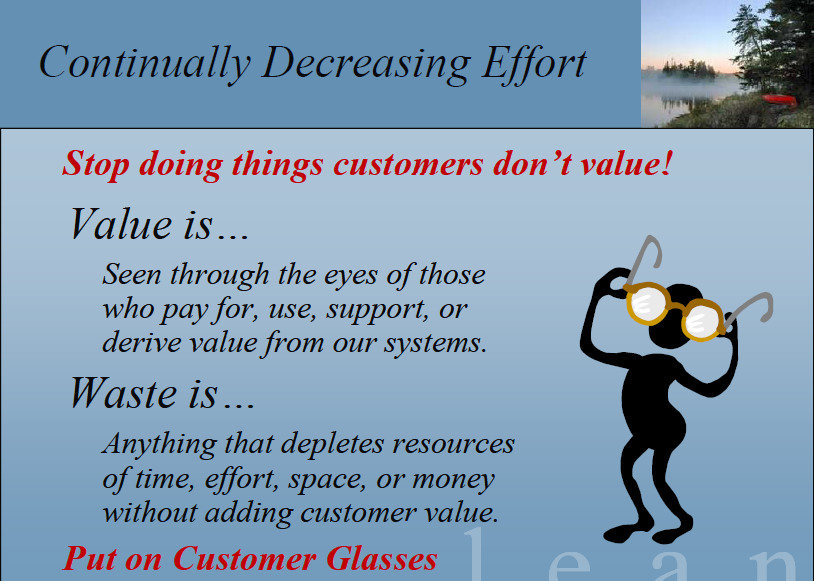 Continually Decreasing Effort
Stop doing things customers don’t value!
Value is…
Seen through the eyes of those
who pay for, use, support, or
derive value from our systems.
Waste is…
Anything that depletes resources
of time, effort, space, or money
without adding customer value.
Put on Customer Glasses
lean